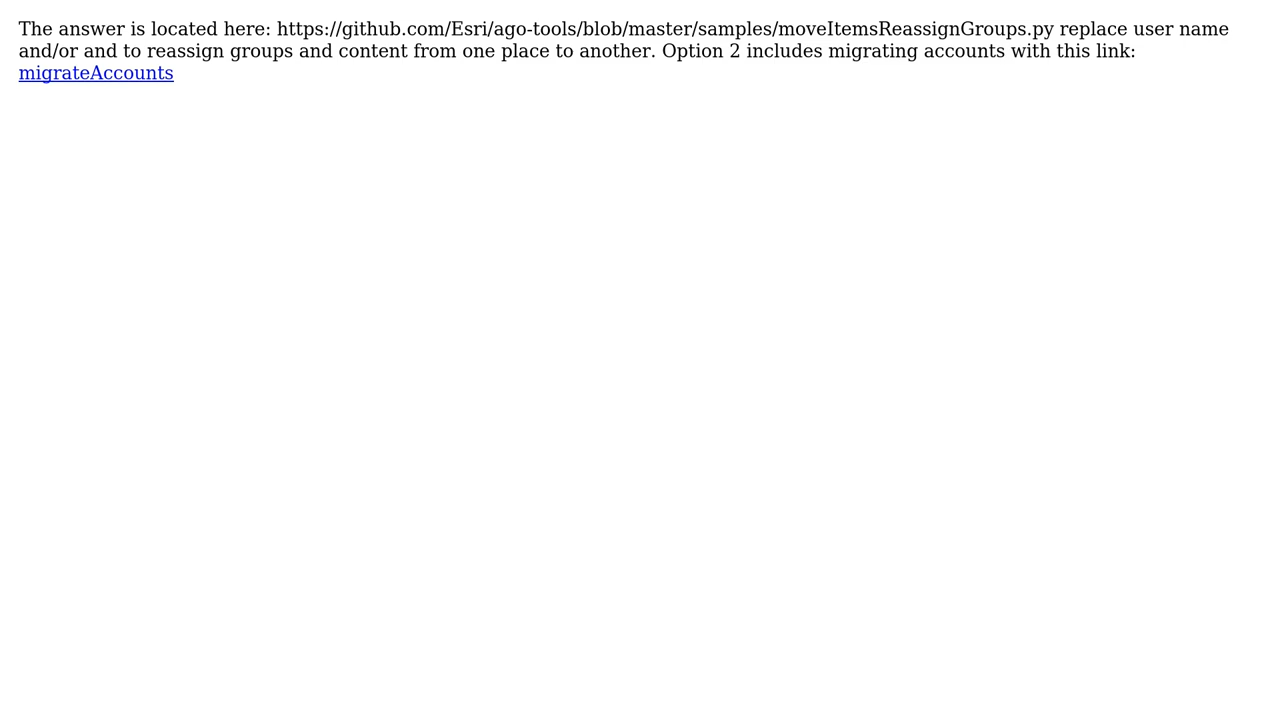 The answer is located here: https://github.com/Esri/ago-tools/blob/master/samples/moveItemsReassignGroups.py replace user name
and/or and to reassign groups and content from one place to another. Option 2 includes migrating accounts with this link:
migrateAccounts